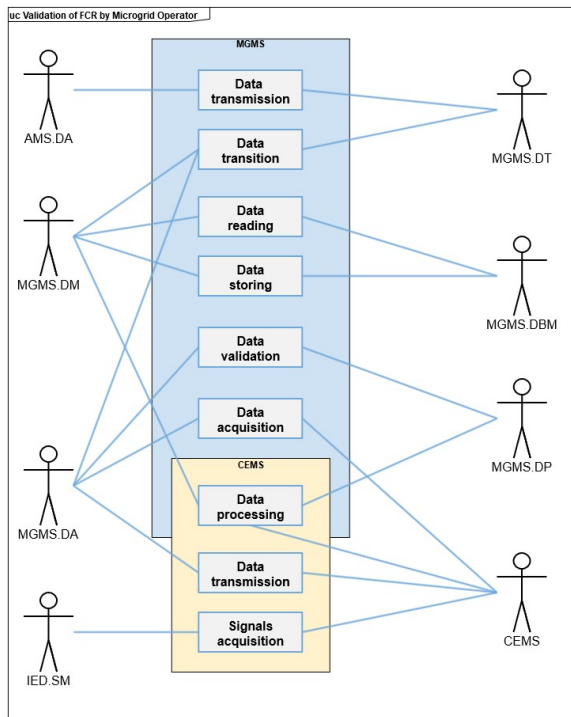 uc Validation of FCR by Microgrid Operator
MGMS
Data
transmission
AMS.DA
MGMS.DT
Data
transition
Data
reading
MGMS.DM
Data
storing
MGMS.DBM
Data
validation
Data
acquisition
MGMS.DP
CEMS
Data
processing
MGMS.DA
Data
transmission
Signals
acquisition
CEMS
IED.SM